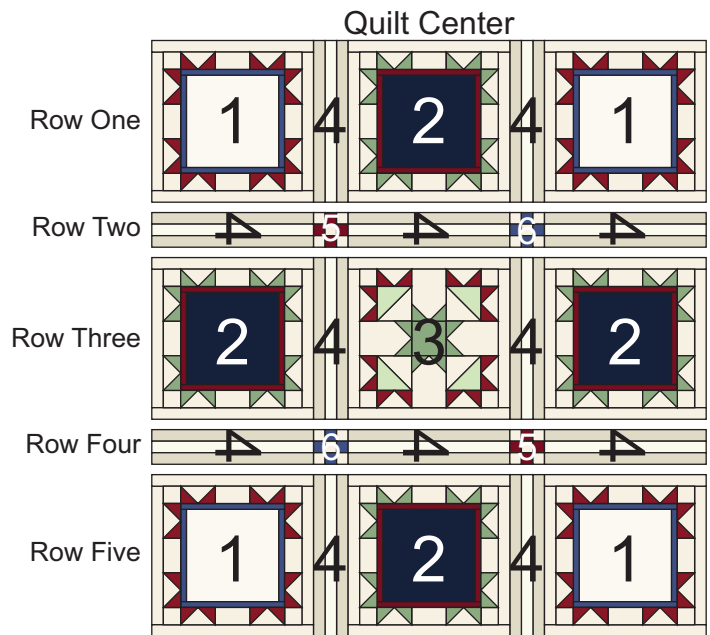 Quilt Center
Row One 1 4 2 4 1
Row Two 4 5 4 6 4
Row Three 2 4 3 4 2
Row Four 4 6 4 5 4
Row Five 1 4 2 4 1